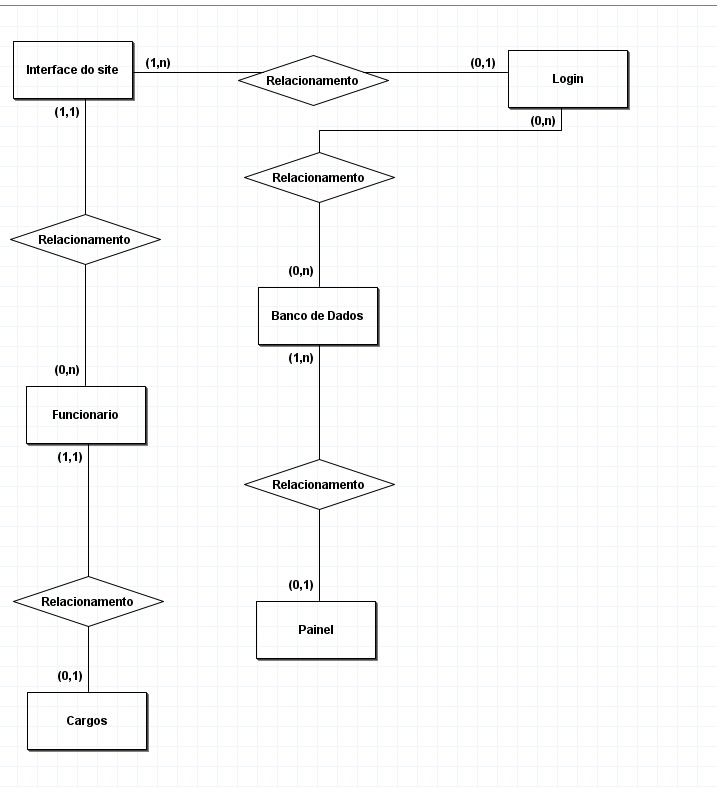 Interface do site
(1,n)
Relacionamento
(0,1)
Login
(1,1)
(0,n)
Relacionamento
Relacionamento
(0,n)
Banco de Dados
(1,n)
(0,n)
Funcionario
(1,1)
Relacionamento
Relacionamento
(0,1)
Painel
(0,1)
Cargos